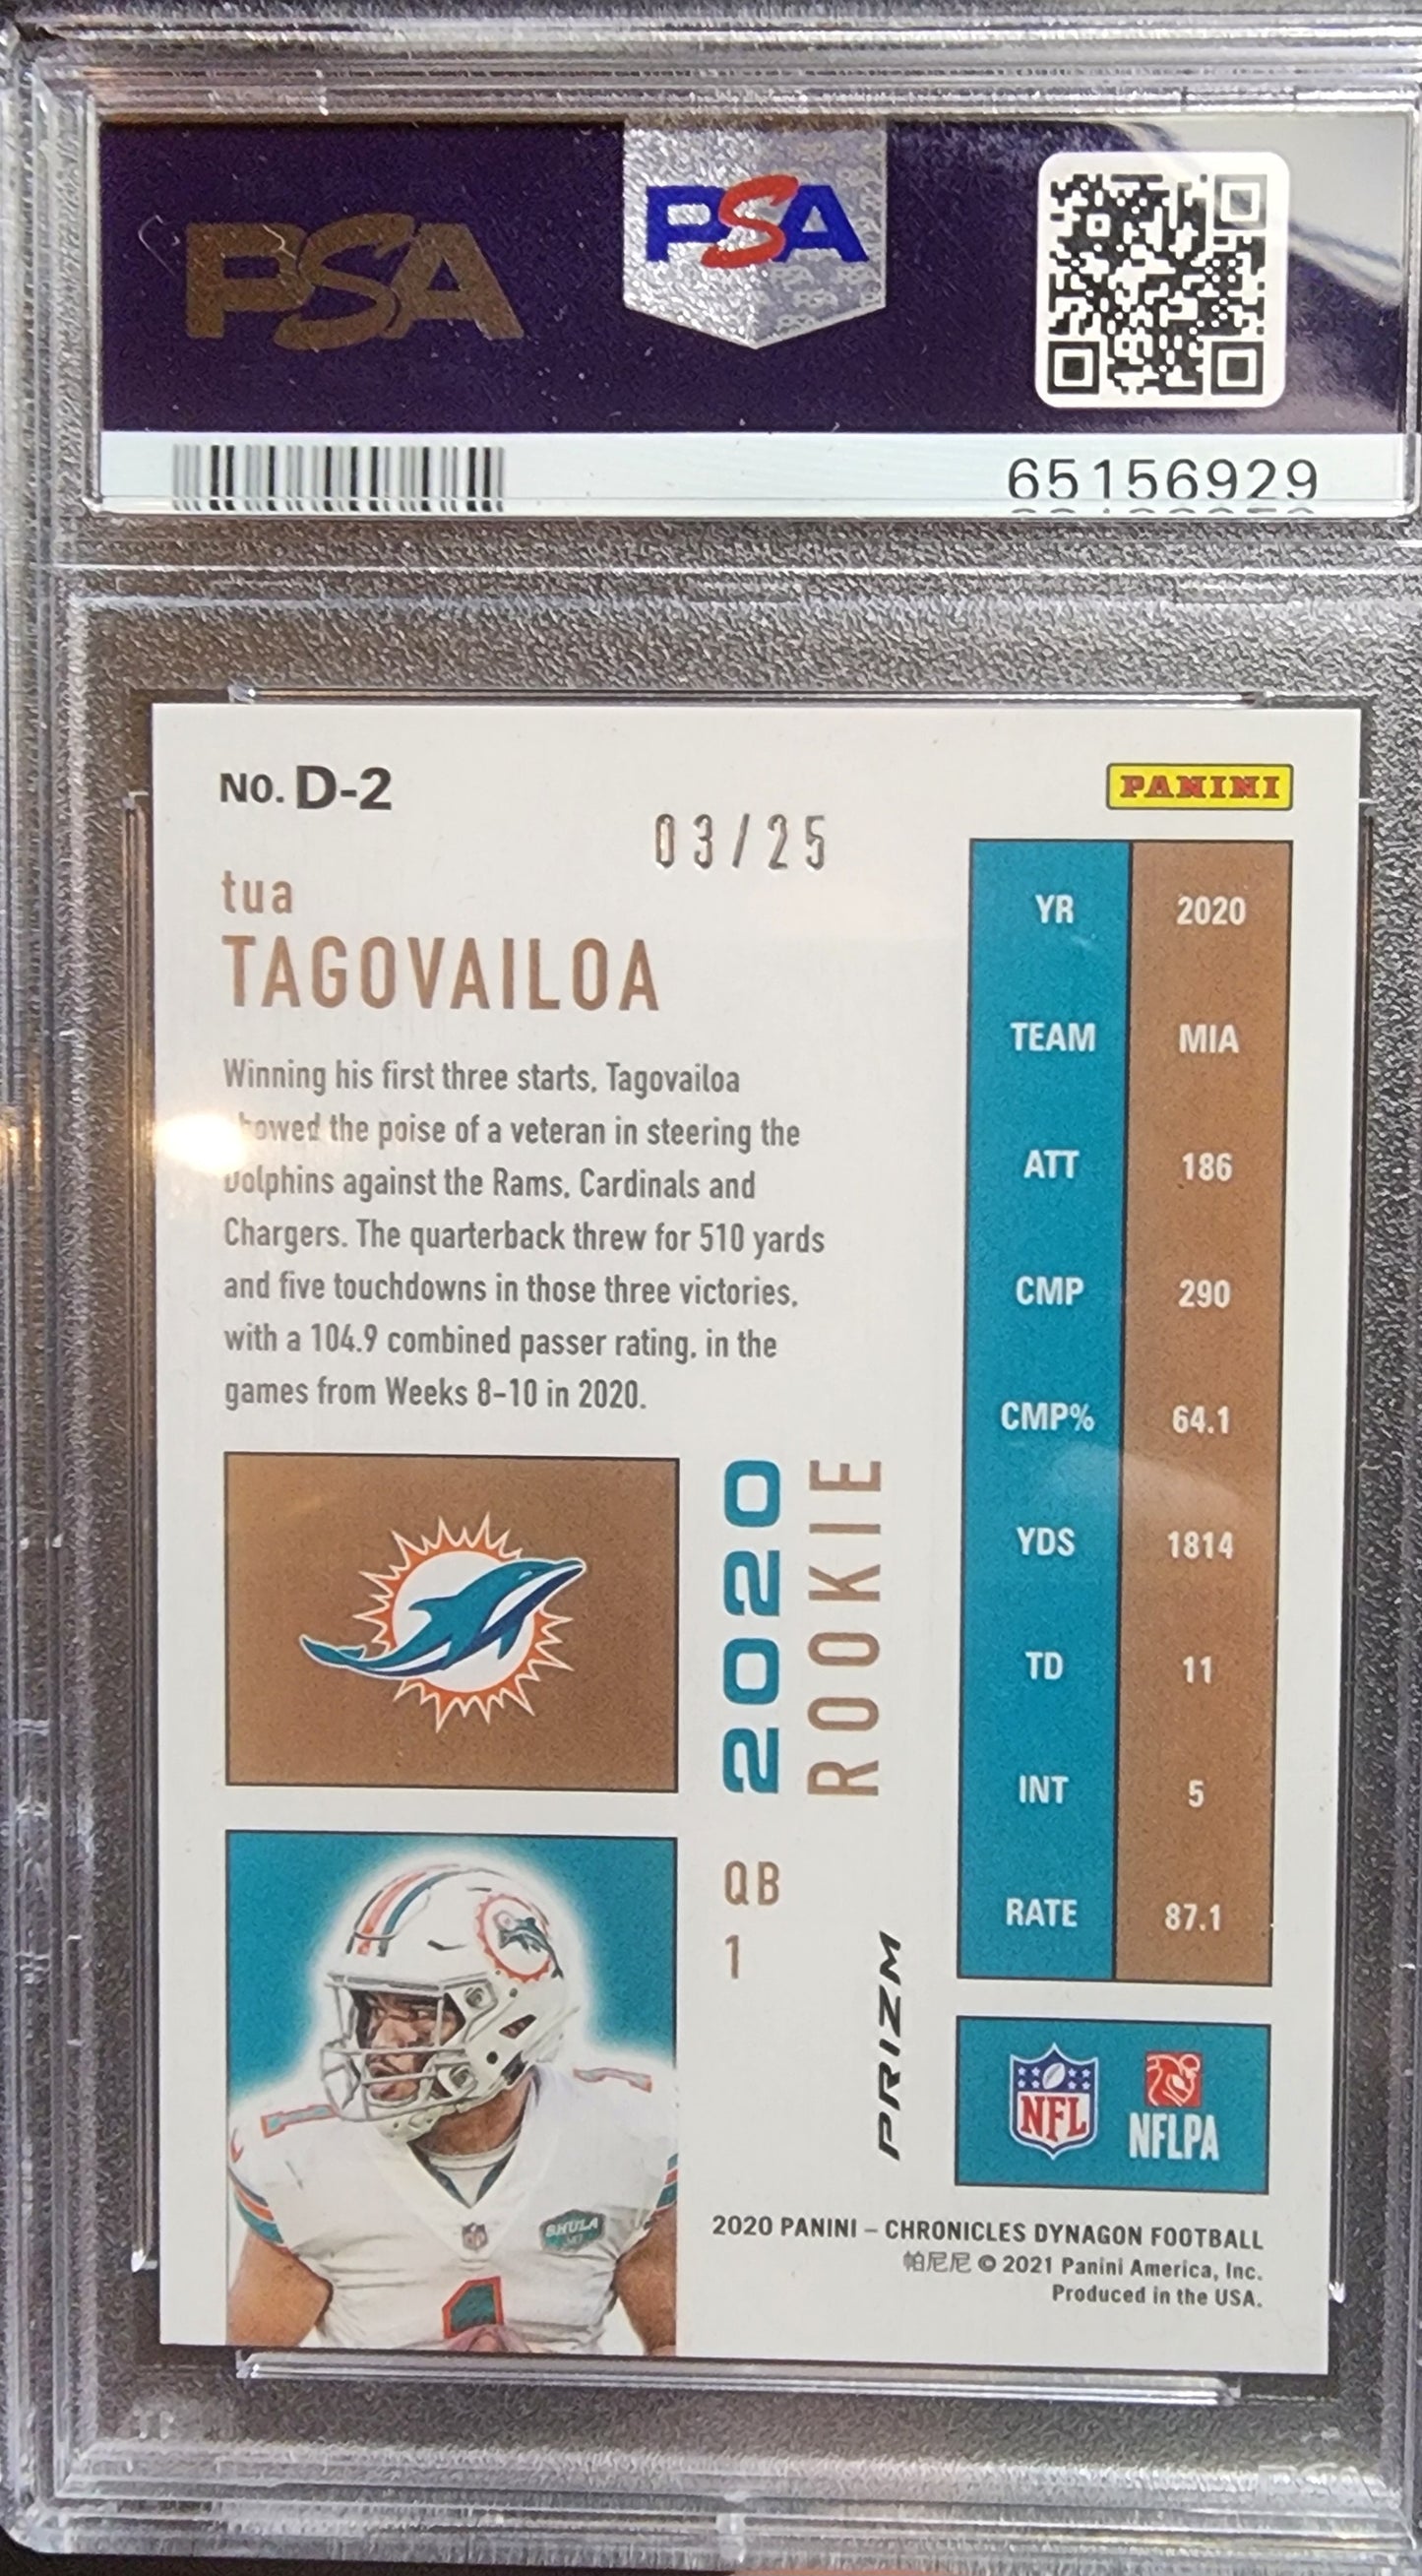 PSA
PSA
65156929
NO. D-2
PANINI
03/25
tua
TAGOVAILOA
Winning his first three starts, Tagovailoa
the poise of a veteran in steering the
Dolphins against the Rams, Cardinals and
Chargers. The quarterback threw for 510 yards
and five touchdowns in those three victories,
with a 104.9 combined passer rating, in the
games from Weeks 8-10 in 2020.
YR 2020
TEAM MIA
ATT 186
CMP 290
CMP% 64.1
YDS 1814
TD 11
INT 5
RATE 87.1
2020
ROOKIE
QB
1
PRIZM
NFL
NFLPA
SHULA
347
1
2020 PANINI – CHRONICLES DYNAGON FOOTBALL
帕尼尼 © 2021 Panini America, Inc.
Produced in the USA.